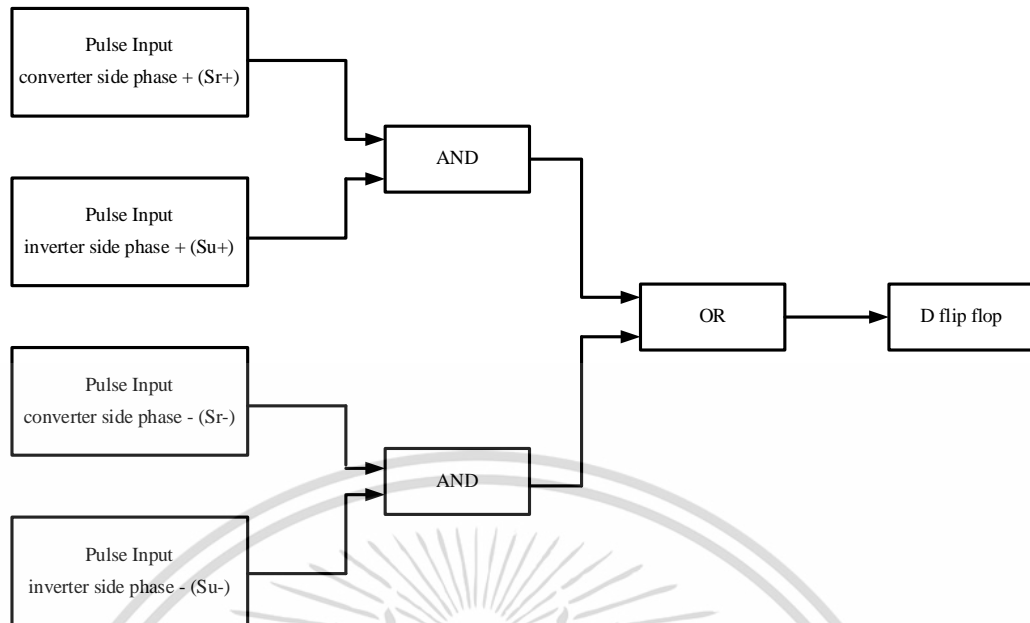 Pulse Input
converter side phase + (Sr+)
AND
Pulse Input
inverter side phase + (Su+)
OR
D flip flop
Pulse Input
converter side phase - (Sr-)
AND
Pulse Input
inverter side phase - (Su-)